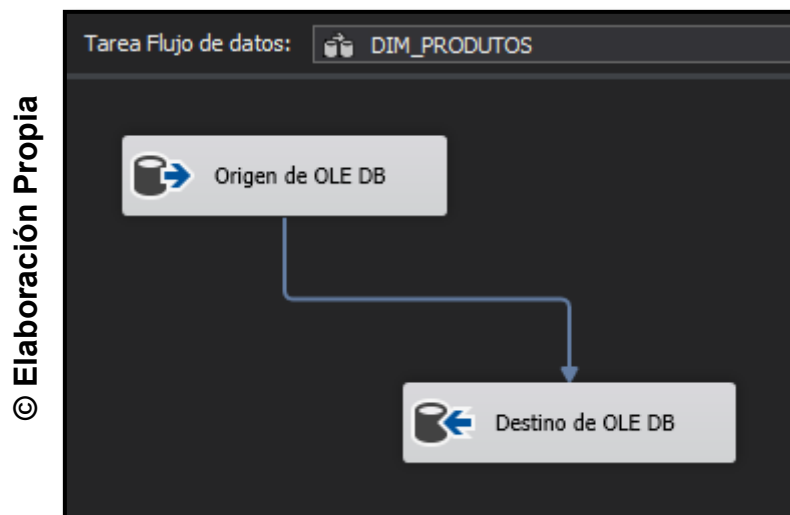 © Elaboración Propia
Tarea Flujo de datos: DIM_PRODUTOS
Origen de OLE DB
Destino de OLE DB